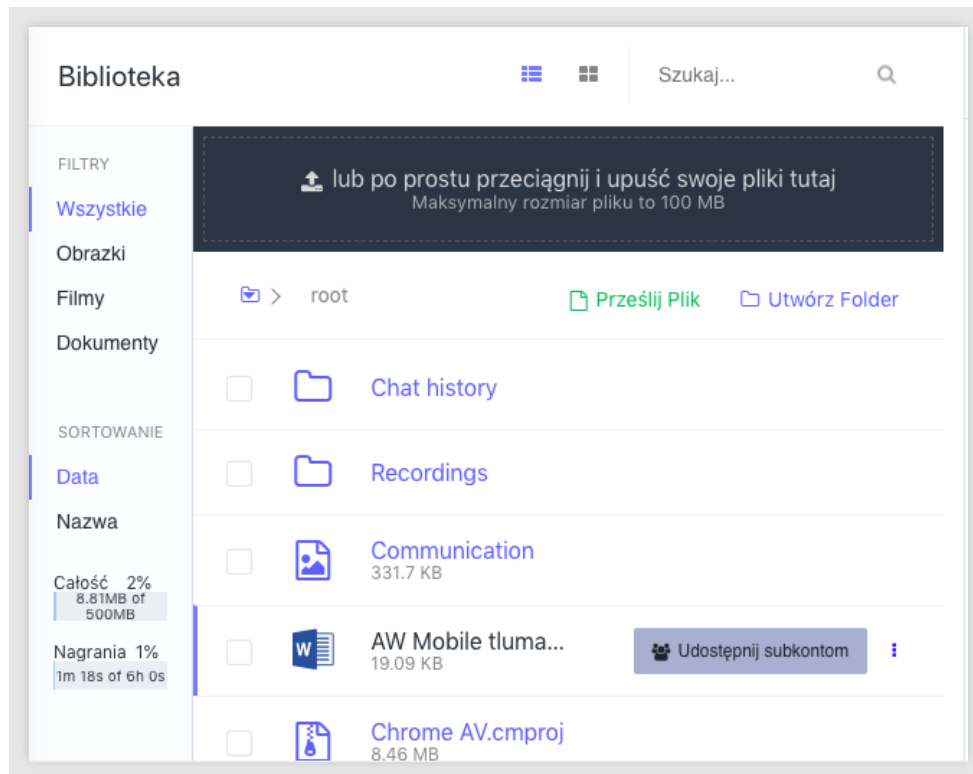 Biblioteka
Szukaj...
FILTRY
Wszystkie
Obrazki
Filmy
Dokumenty
SORTOWANIE
Data
Nazwa
Całość 2%
8.81MB of
500MB
Nagrania 1%
1m 18s of 6h 0s
lub po prostu przeciągnij i upuść swoje pliki tutaj
Maksymalny rozmiar pliku to 100 MB
root
Prześlij Plik
Utwórz Folder
Chat history
Recordings
Communication
331.7 KB
W
AW Mobile tluma...
19.09 KB
Udostępnij subkontom
Chrome AV.cmproj
8.46 MB